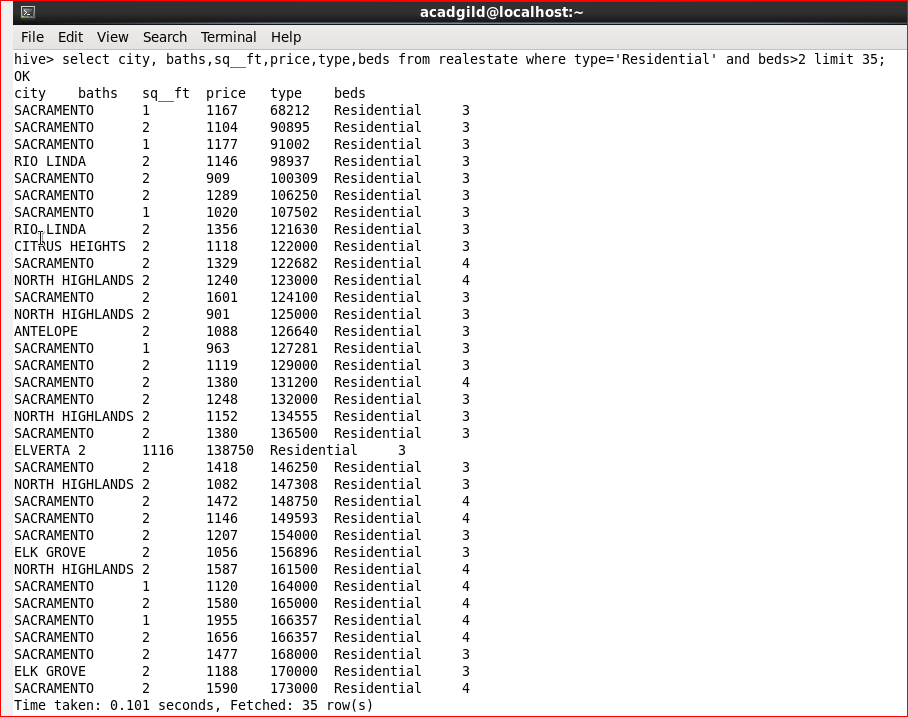 acadgild@localhost:~
File Edit View Search Terminal Help
hive> select city, baths,sq__ft,price,type,beds from realestate where type='Residential' and beds>2 limit 35;
OK
city baths sq__ft price type beds
SACRAMENTO 1 1167 68212 Residential 3
SACRAMENTO 2 1104 90895 Residential 3
SACRAMENTO 1 1177 91002 Residential 3
RIO LINDA 2 1146 98937 Residential 3
SACRAMENTO 2 909 100309 Residential 3
SACRAMENTO 2 1289 106250 Residential 3
SACRAMENTO 1 1020 107502 Residential 3
RIO LINDA 2 1356 121630 Residential 3
CITRUS HEIGHTS 2 1118 122000 Residential 3
SACRAMENTO 2 1329 122682 Residential 4
NORTH HIGHLANDS 2 1240 123000 Residential 4
SACRAMENTO 2 1601 124100 Residential 3
NORTH HIGHLANDS 2 901 125000 Residential 3
ANTELOPE 2 1088 126640 Residential 3
SACRAMENTO 1 963 127281 Residential 3
SACRAMENTO 2 1119 129000 Residential 3
SACRAMENTO 2 1380 131200 Residential 4
SACRAMENTO 2 1248 132000 Residential 3
NORTH HIGHLANDS 2 1152 134555 Residential 3
SACRAMENTO 2 1380 136500 Residential 3
ELVERTA 2 1116 138750 Residential 3
SACRAMENTO 2 1418 146250 Residential 3
NORTH HIGHLANDS 2 1082 147308 Residential 3
SACRAMENTO 2 1472 148750 Residential 4
SACRAMENTO 2 1146 149593 Residential 4
SACRAMENTO 2 1207 154000 Residential 3
ELK GROVE 2 1056 156896 Residential 3
NORTH HIGHLANDS 2 1587 161500 Residential 4
SACRAMENTO 1 1120 164000 Residential 4
SACRAMENTO 2 1580 165000 Residential 4
SACRAMENTO 1 1955 166357 Residential 4
SACRAMENTO 2 1656 166357 Residential 4
SACRAMENTO 2 1477 168000 Residential 3
ELK GROVE 2 1188 170000 Residential 3
SACRAMENTO 2 1590 173000 Residential 4
Time taken: 0.101 seconds, Fetched: 35 row(s)